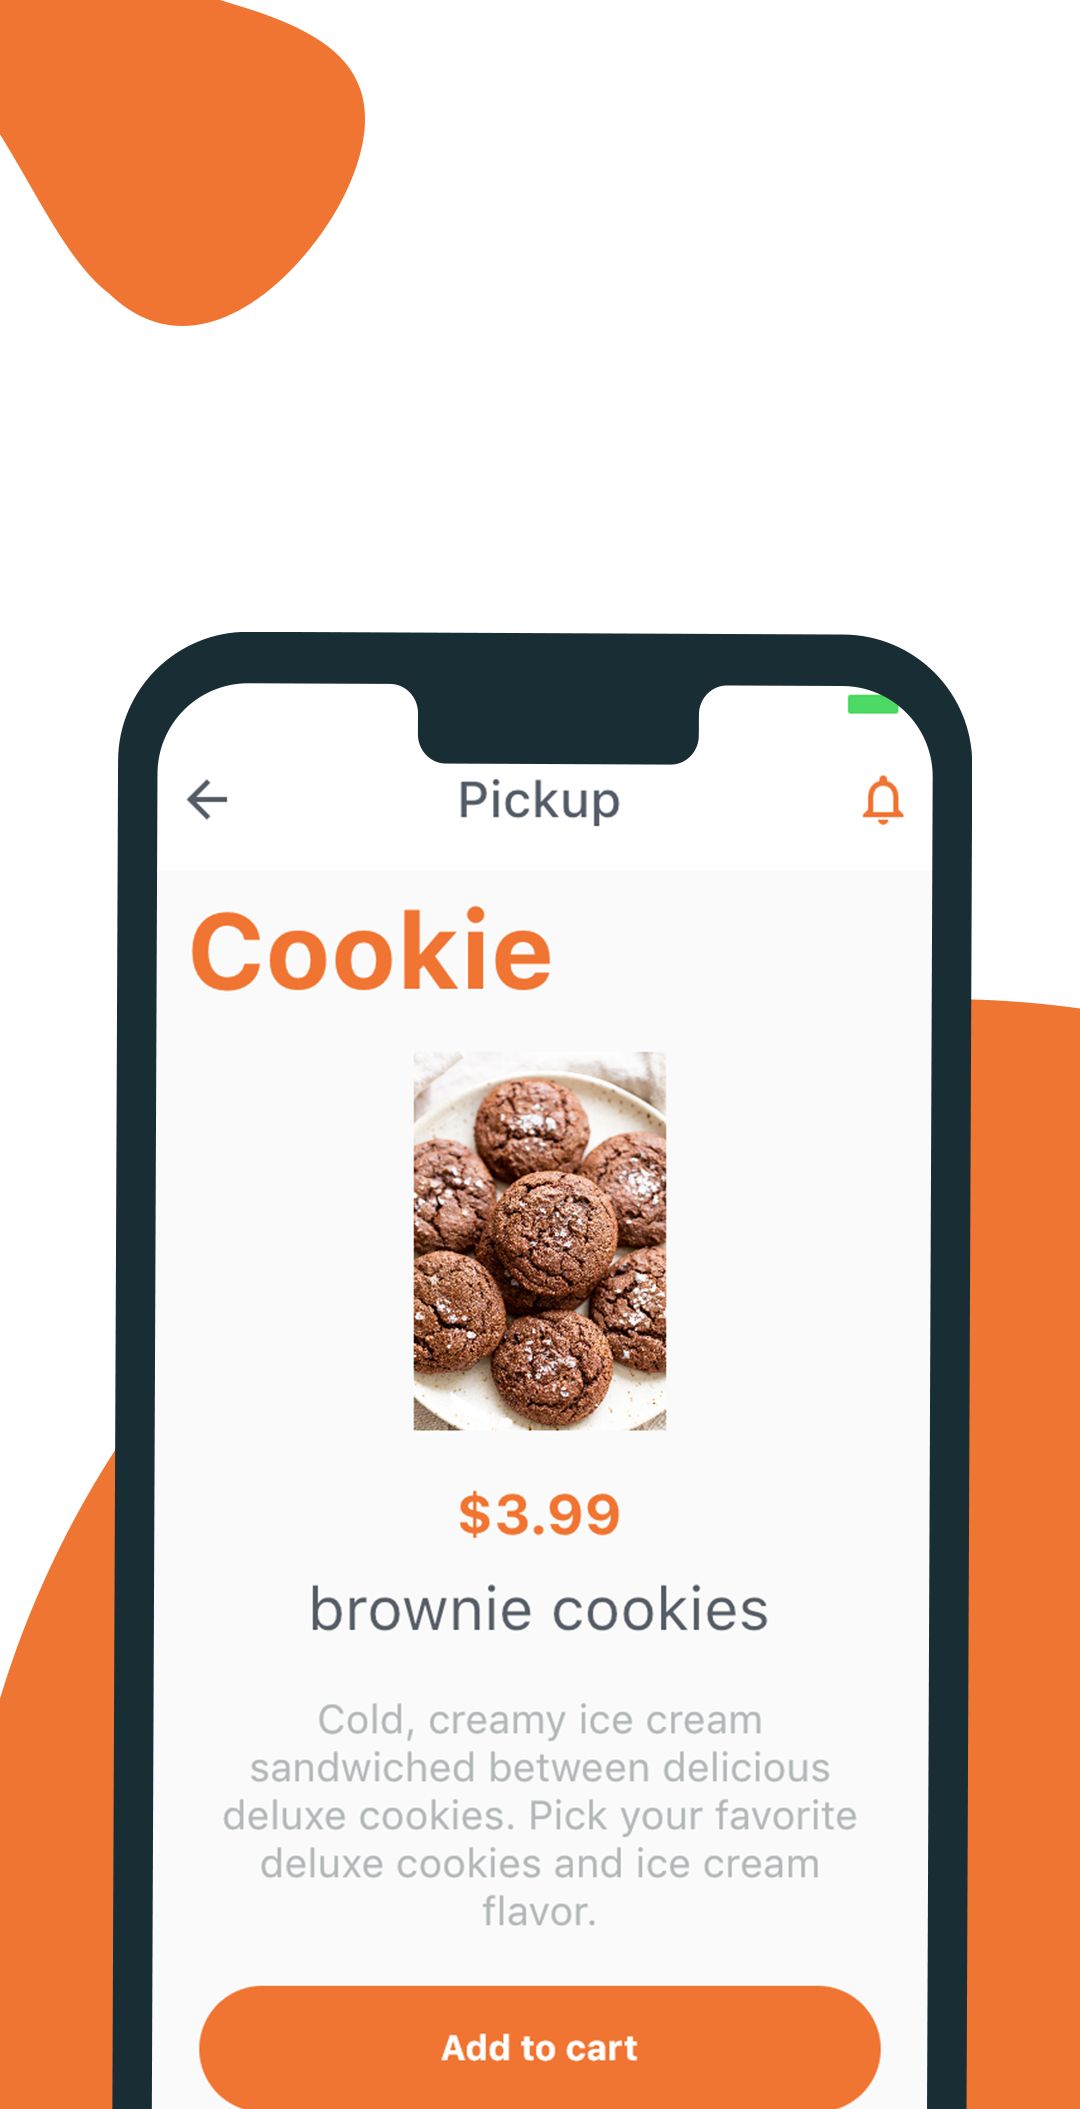 Pickup
Cookie
$3.99
brownie cookies
Cold, creamy ice cream
sandwiched between delicious
deluxe cookies. Pick your favorite
deluxe cookies and ice cream
flavor.
Add to cart